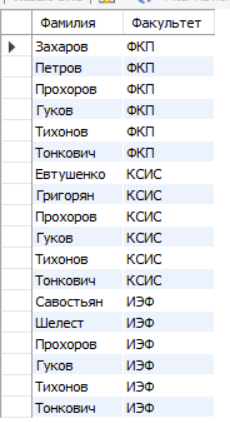 Фамилия Факультет
Захаров ФКП
Петров ФКП
Прохоров ФКП
Гуков ФКП
Тихонов ФКП
Тонкович ФКП
Евтушенко КСИС
Григорян КСИС
Прохоров КСИС
Гуков КСИС
Тихонов КСИС
Тонкович КСИС
Савостьян ИЭФ
Шелест ИЭФ
Прохоров ИЭФ
Гуков ИЭФ
Тихонов ИЭФ
Тонкович ИЭФ